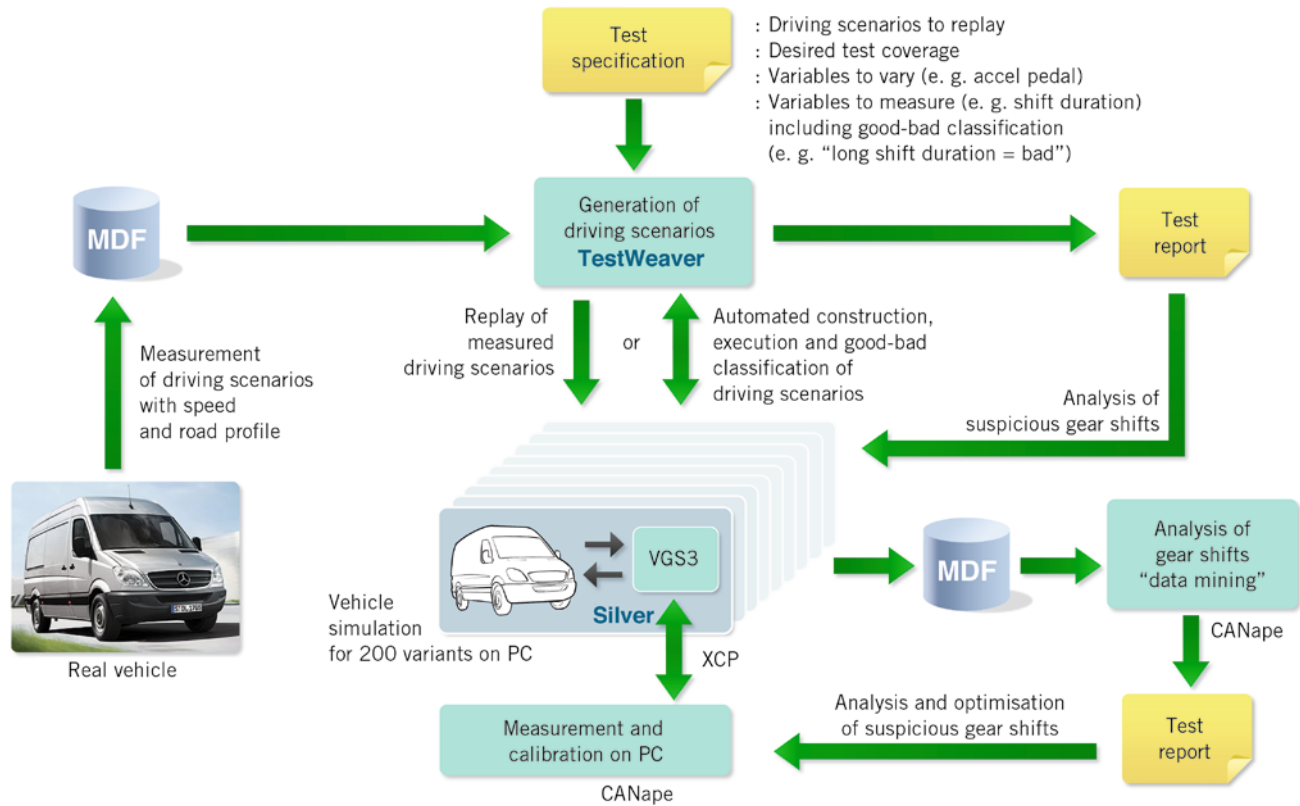 Test
specification
: Driving scenarios to replay
: Desired test coverage
: Variables to vary (e. g. accel pedal)
: Variables to measure (e. g. shift duration)
including good-bad classification
(e. g. “long shift duration = bad”)
MDF
Generation of
driving scenarios
TestWeaver
Test
report
Measurement
of driving scenarios
with speed
and road profile
Replay of
measured
driving scenarios
or
Automated construction,
execution and good-bad
classification of
driving scenarios
Analysis of
suspicious gear shifts
Real vehicle
Vehicle
simulation
for 200 variants on PC
VGS3
Silver
XCP
MDF
Analysis of
gear shifts
“data mining”
CANape
Measurement and
calibration on PC
CANape
Analysis and optimisation
of suspicious gear shifts
Test
report